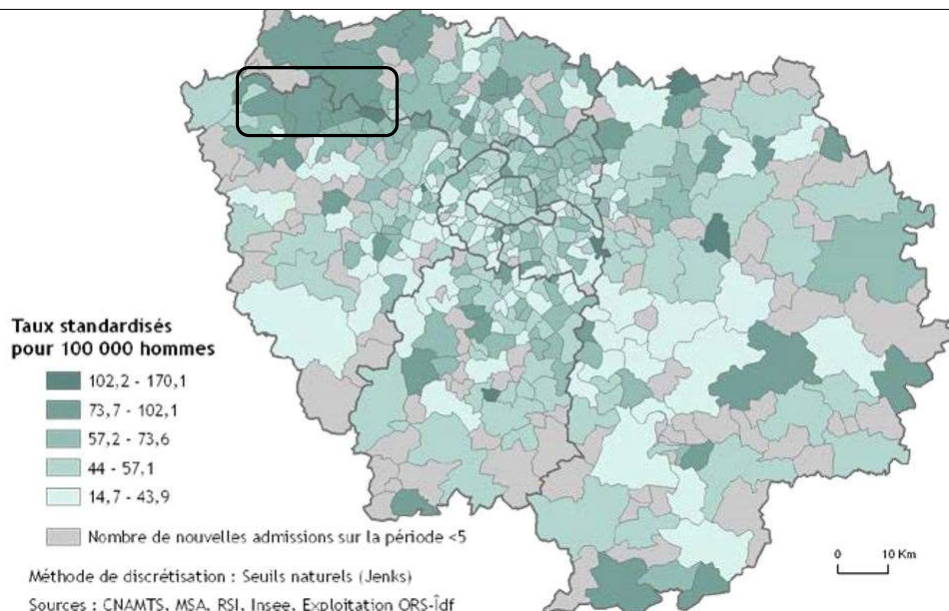 Taux standardisés
pour 100 000 hommes
102,2 - 170,1
73,7 - 102,1
57,2 - 73,6
44 - 57,1
14,7 - 43,9
Nombre de nouvelles admissions sur la période <5
0 10 Km
Méthode de discrétisation : Seuils naturels (Jenks)
Sources : CNAMTS, MSA, RSI, Insee, Exploitation ORS-Îdf